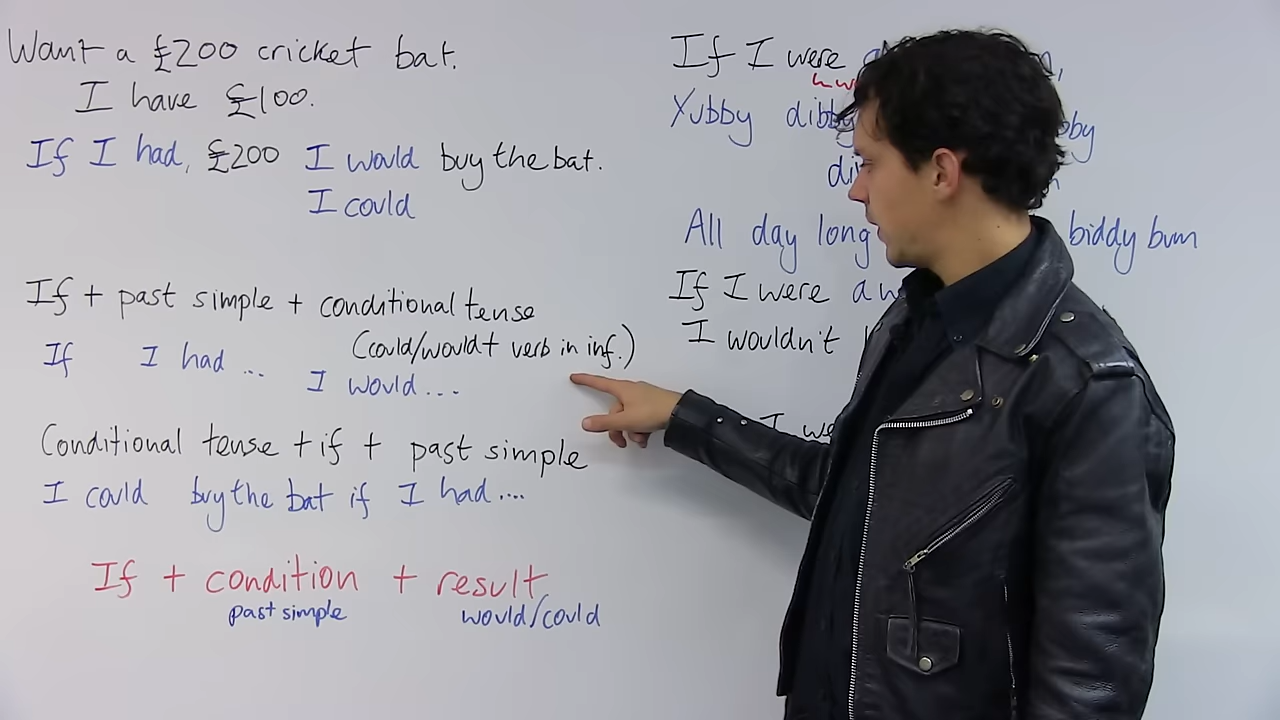 Want a £200 cricket bat.
I have £100.
If I had, £200 I would buy the bat.
I could
If + past simple + conditional tense
(could/would+ verb in inf.)
If I had ...
I would ...
Conditional tense + if + past simple
I could buy the bat if I had ....
If + condition + result
past simple would/could
If I were
Yubby dibby
All day long biddy bum
If I were a
I wouldn't
I